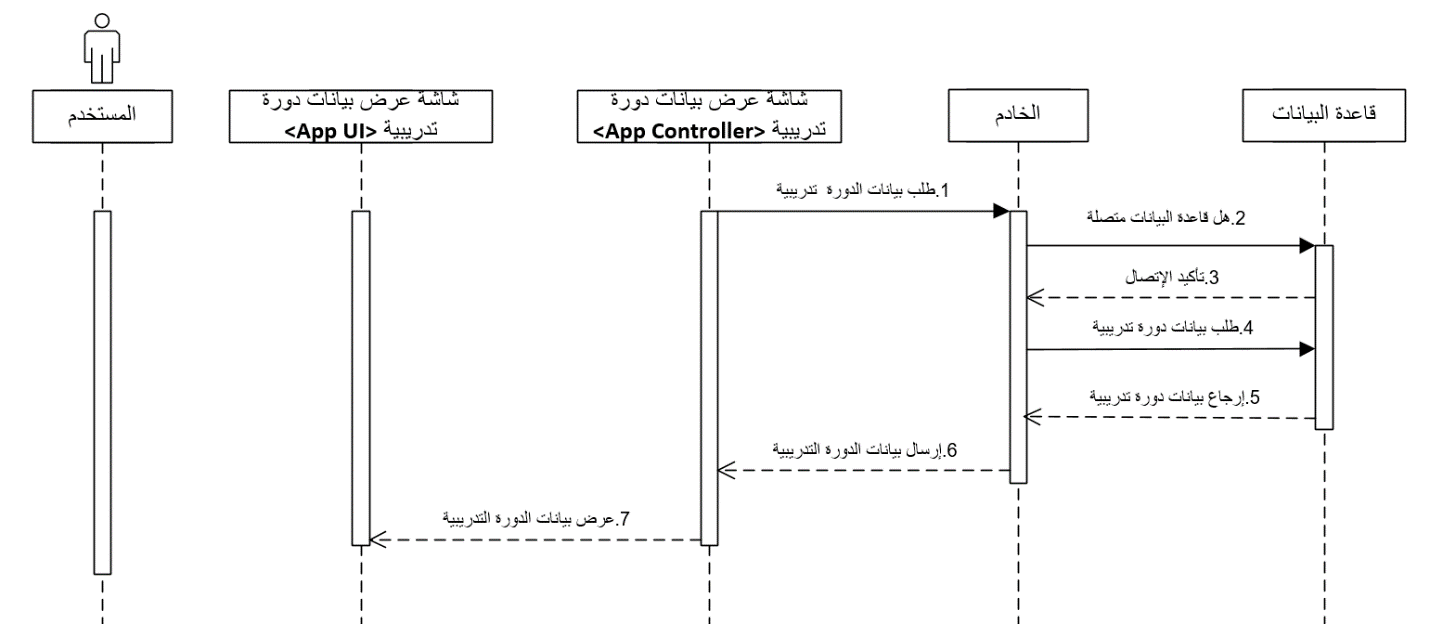 المستخدم
شاشة عرض بيانات دورة
تدريبية <App UI>
شاشة عرض بيانات دورة
تدريبية <App Controller>
الخادم
قاعدة البيانات
1.طلب بيانات الدورة تدريبية
2.هل قاعدة البيانات متصلة
3.تأكيد الإتصال
4.طلب بيانات دورة تدريبية
5.إرجاع بيانات دورة تدريبية
6.إرسال بيانات الدورة التدريبية
7.عرض بيانات الدورة التدريبية